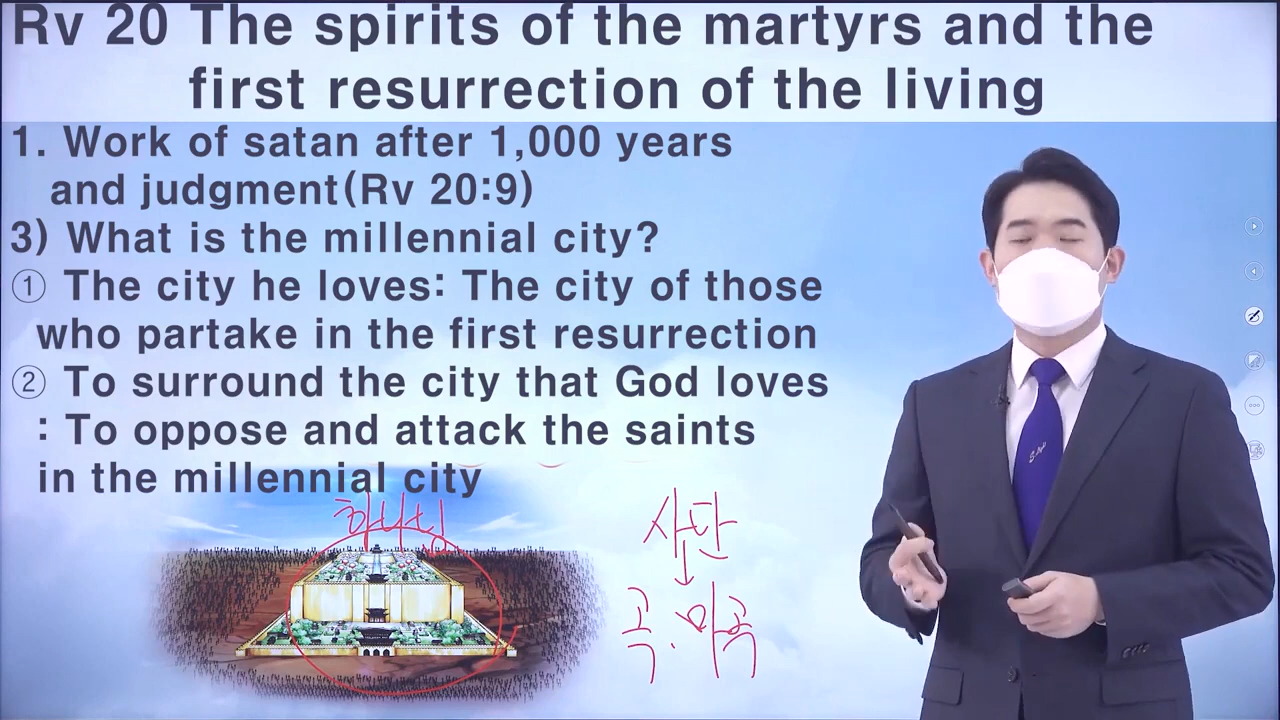 Rv 20 The spirits of the martyrs and the
first resurrection of the living
1. Work of satan after 1,000 years
and judgment(Rv 20:9)
3) What is the millennial city?
① The city he loves: The city of those
who partake in the first resurrection
② To surround the city that God loves
: To oppose and attack the saints
in the millennial city
하나님
사단
곡·마곡